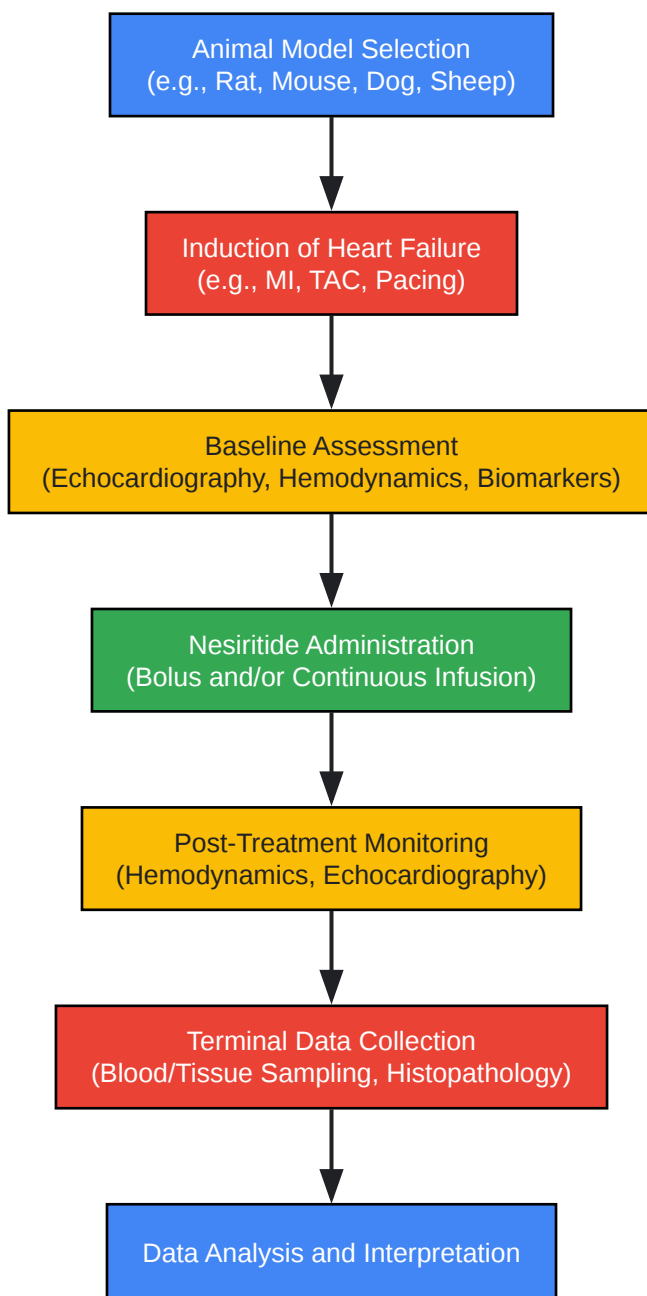 Animal Model Selection
(e.g., Rat, Mouse, Dog, Sheep)
Induction of Heart Failure
(e.g., MI, TAC, Pacing)
Baseline Assessment
(Echocardiography, Hemodynamics, Biomarkers)
Nesiritide Administration
(Bolus and/or Continuous Infusion)
Post-Treatment Monitoring
(Hemodynamics, Echocardiography)
Terminal Data Collection
(Blood/Tissue Sampling, Histopathology)
Data Analysis and Interpretation